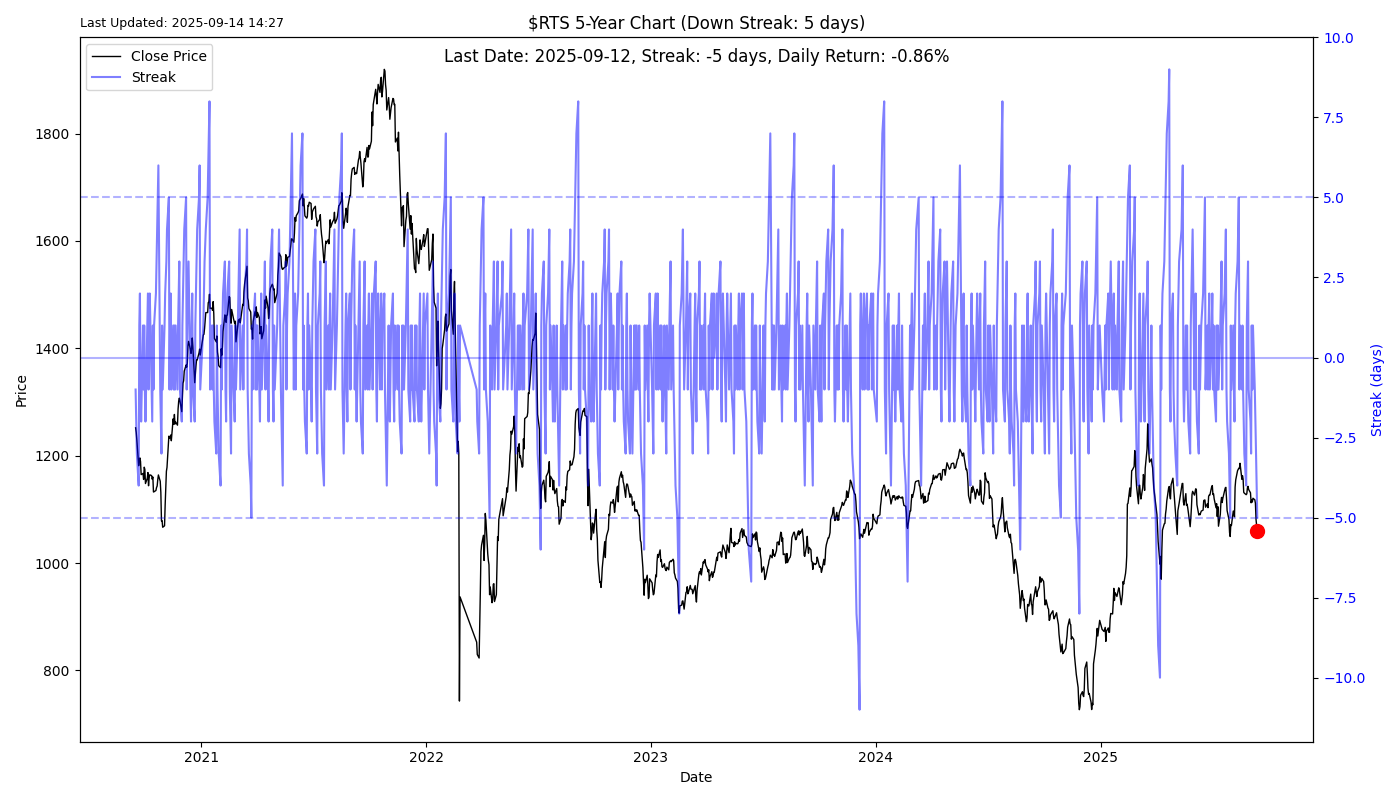 Last Updated: 2025-09-14 14:27
$RTS 5-Year Chart (Down Streak: 5 days)
Last Date: 2025-09-12, Streak: -5 days, Daily Return: -0.86%
Close Price
Streak
Price
1800
1600
1400
1200
1000
800
10.0
7.5
5.0
2.5
0.0
−2.5
−5.0
−7.5
−10.0
Streak (days)
2021
2022
2023
2024
2025
Date